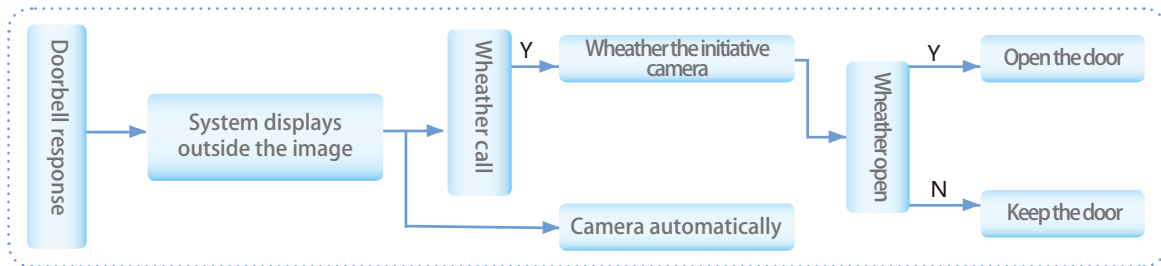 Doorbell response
System displays
outside the image
Wheather call
Y
Wheather the initiative
camera
Camera automatically
Wheather open
Y
Open the door
N
Keep the door